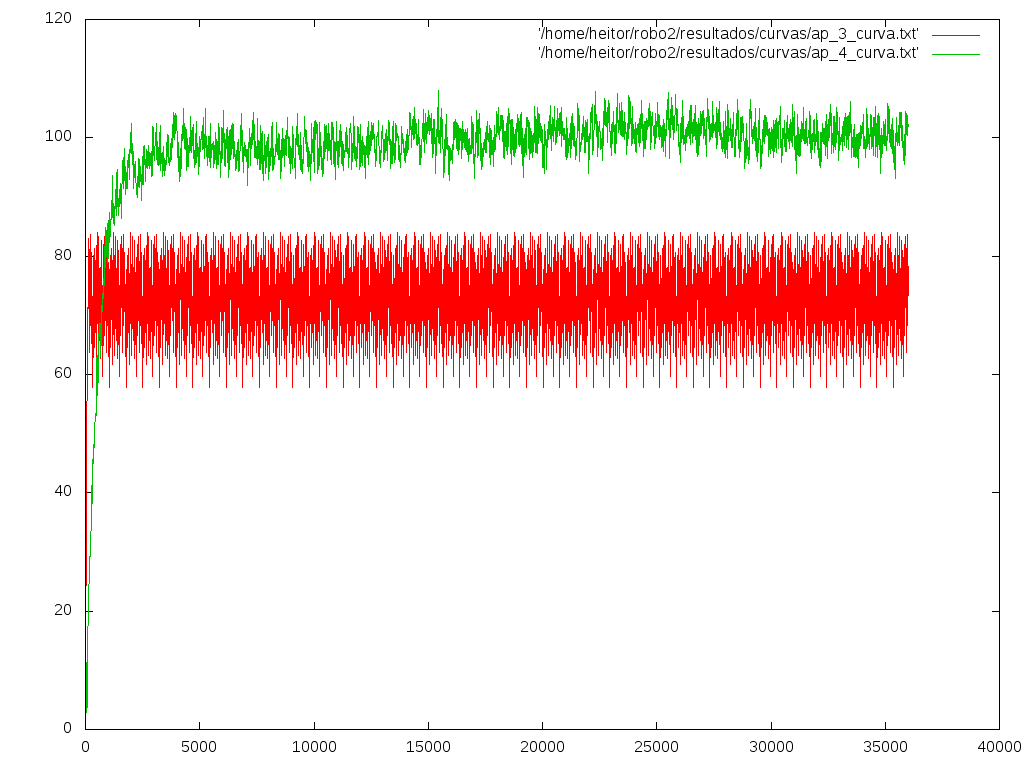 120
'/home/heitor/robo2/resultados/curvas/ap_3_curva.txt'
'/home/heitor/robo2/resultados/curvas/ap_4_curva.txt'
100
80
60
40
20
0
0 5000 10000 15000 20000 25000 30000 35000 40000